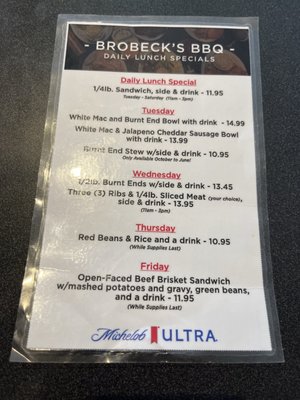 - BROBECK'S BBQ -
DAILY LUNCH SPECIALS
Daily Lunch Special
1/4lb. Sandwich, side & drink - 11.95
Tuesday - Saturday (11am - 5pm)
Tuesday
White Mac and Burnt End Bowl with drink - 14.99
White Mac & Jalapeno Cheddar Sausage Bowl
with drink - 13.99
Burnt End Stew w/side & drink - 10.95
Only Available October to June!
Wednesday
1/2lb. Burnt Ends w/side & drink - 13.45
Three (3) Ribs & 1/4lb. Sliced Meat (your choice),
side & drink - 13.95
(11am - 5pm)
Thursday
Red Beans & Rice and a drink - 10.95
(While Supplies Last)
Friday
Open-Faced Beef Brisket Sandwich
w/mashed potatoes and gravy, green beans,
and a drink - 11.95
(While Supplies Last)
Michelob ULTRA